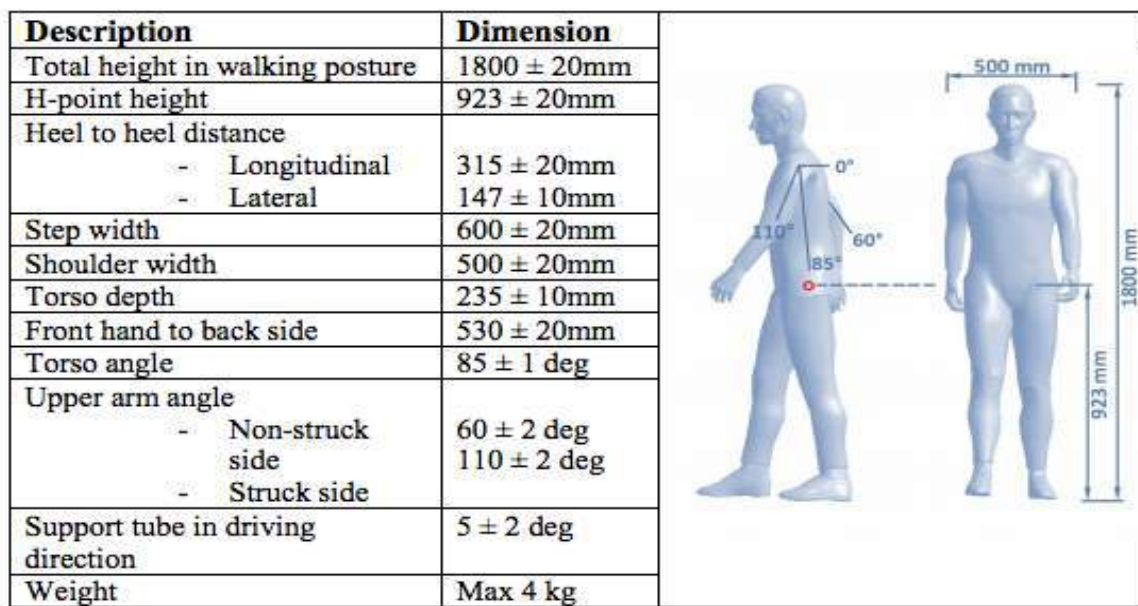 Description Dimension
Total height in walking posture 1800 ± 20mm
H-point height 923 ± 20mm
Heel to heel distance
- Longitudinal 315 ± 20mm
- Lateral 147 ± 10mm
Step width 600 ± 20mm
Shoulder width 500 ± 20mm
Torso depth 235 ± 10mm
Front hand to back side 530 ± 20mm
Torso angle 85 ± 1 deg
Upper arm angle
- Non-struck 60 ± 2 deg
side 110 ± 2 deg
- Struck side
Support tube in driving 5 ± 2 deg
direction
Weight Max 4 kg
500 mm
0°
110°
60°
85°
1800 mm
923 mm